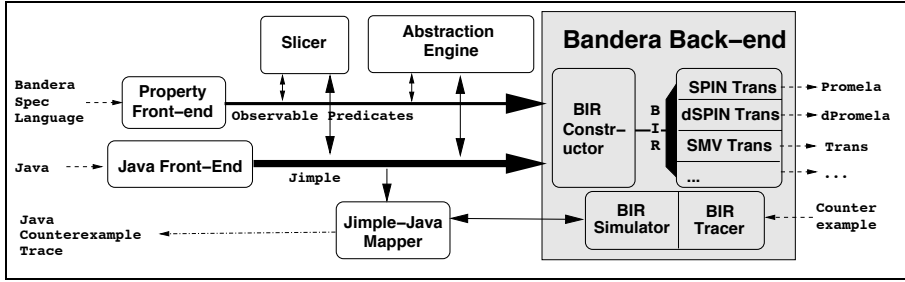 Slicer
Abstraction
Engine
Bandera Back–end
Bandera
Spec
Language
Property
Front–end
Observable Predicates
BIR
Constr–
uctor
B
I
R
SPIN Trans
dSPIN Trans
SMV Trans
...
Promela
dPromela
Trans
...
Java
Java Front–End
Jimple
Java
Counterexample
Trace
Jimple–Java
Mapper
BIR
Simulator
BIR
Tracer
Counter
example